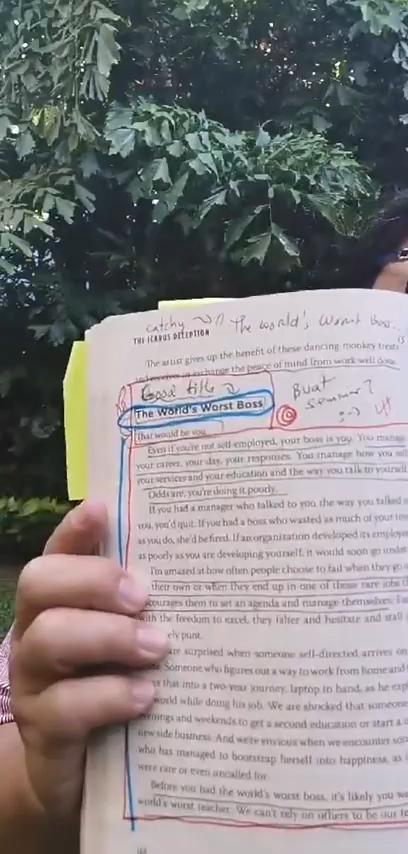 catchy The World's Worst Boss...
THE ICARUS DECEPTION
The artist gives up the benefit of these dancing-monkey treats
and receives in exchange the peace of mind from work well done.
Good title
The World's Worst Boss
Buat
seminar?
That would be you.
Even if you're not self-employed, your boss is you. You manage
your career, your day, your responses. You manage how you sell
your services and your education and the way you talk to yourself.
Odds are, you're doing it poorly.
If you had a manager who talked to you the way you talked
you, you'd quit. If you had a boss who wasted as much of your
as you do, she'd be fired. If an organization developed its employees
as poorly as you are developing yourself, it would soon go under.
I'm amazed at how often people choose to fail when they go
their own or when they end up in one of these rare jobs
encourages them to set an agenda and manage themselves.
with the freedom to excel, they falter and hesitate and stall
punt.
are surprised when someone self-directed arrives on
Someone who figures out a way to work from home and
that into a two-year journey, laptop in hand, as he
world while doing his job. We are shocked that someone
evenings and weekends to get a second education or start a
new side business. And we're envious when we encounter
who has managed to bootstrap herself into happiness, as
were rare or even uncalled for.
Before you had the world's worst boss, it's likely you
world's worst teacher. We can't rely on others to be our